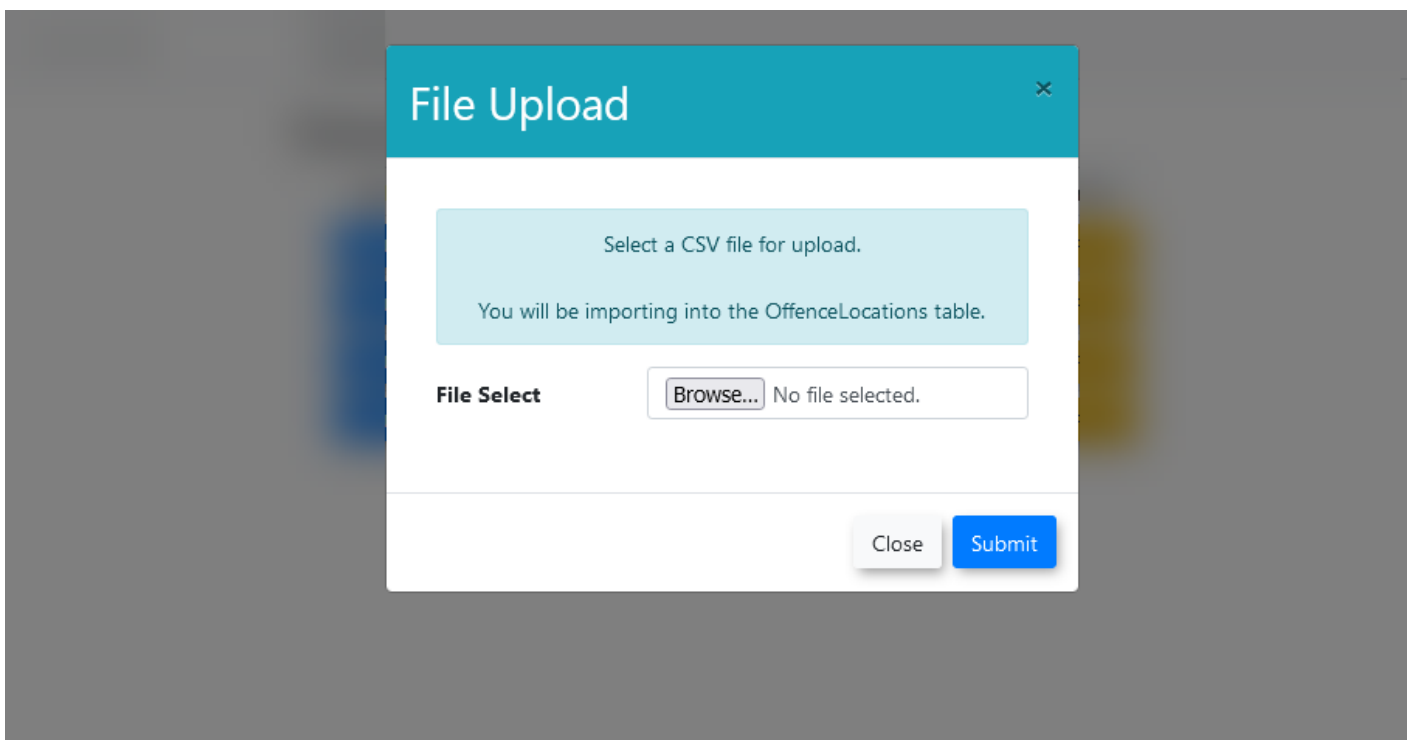 File Upload
×
Select a CSV file for upload.
You will be importing into the OffenceLocations table.
File Select
Browse... No file selected.
Close
Submit